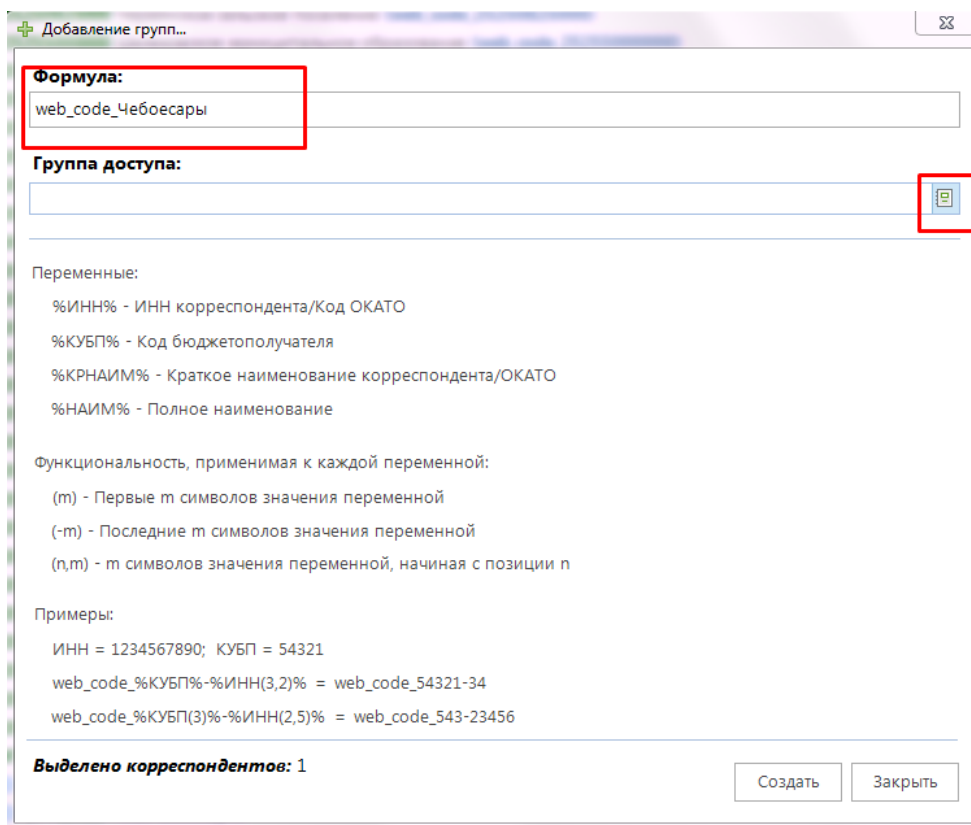 Добавление групп...
Формула:
web_code_Чебоесары
Группа доступа:
Переменные:
%ИНН% - ИНН корреспондента/Код ОКАТО
%КУБП% - Код бюджетополучателя
%КРНАИМ% - Краткое наименование корреспондента/ОКАТО
%НАИМ% - Полное наименование
Функциональность, применимая к каждой переменной:
(m) - Первые m символов значения переменной
(-m) - Последние m символов значения переменной
(n,m) - m символов значения переменной, начиная с позиции n
Примеры:
ИНН = 1234567890; КУБП = 54321
web_code_%КУБП%-%ИНН(3,2)% = web_code_54321-34
web_code_%КУБП(3)%-%ИНН(2,5)% = web_code_543-23456
Выделено корреспондентов: 1
Создать Закрыть